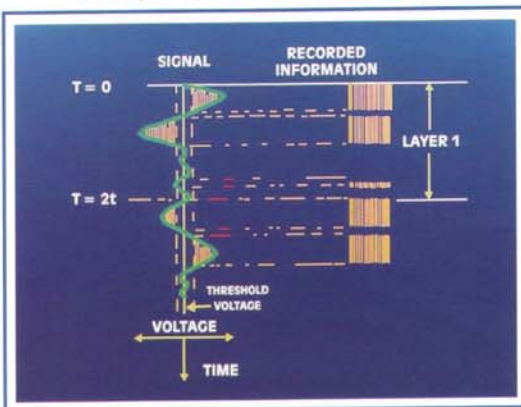 SIGNAL
RECORDED
INFORMATION
T = 0
LAYER 1
T = 2t
THRESHOLD
VOLTAGE
VOLTAGE
TIME